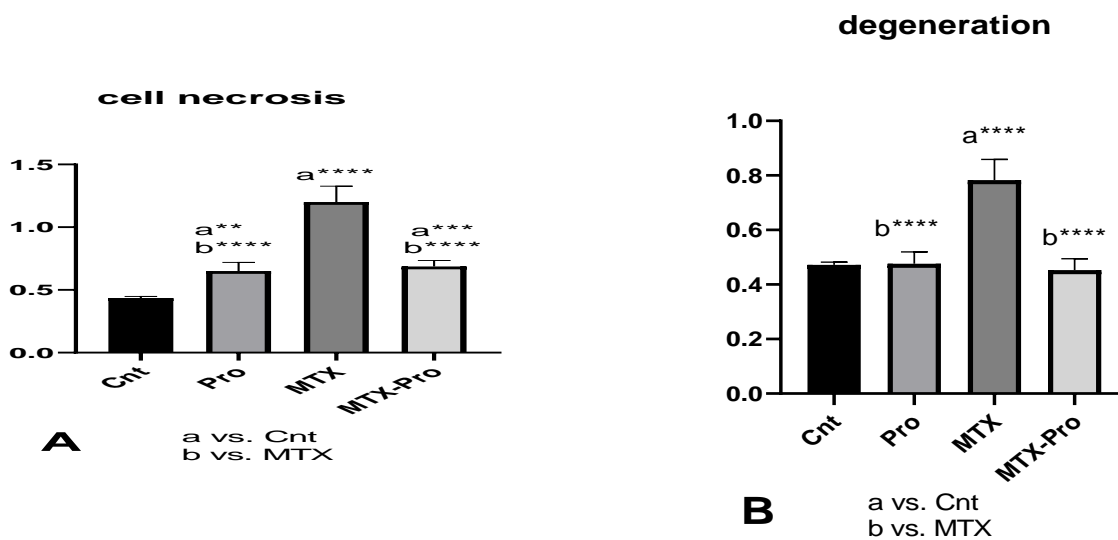 cell necrosis
1.5
1.0
0.5
0.0
a**
b****
a****
a***
b****
Cnt
Pro
MTX
MTX-Pro
A
a vs. Cnt
b vs. MTX
degeneration
1.0
0.8
0.6
0.4
0.2
0.0
b****
a****
b****
Cnt
Pro
MTX
MTX-Pro
B
a vs. Cnt
b vs. MTX